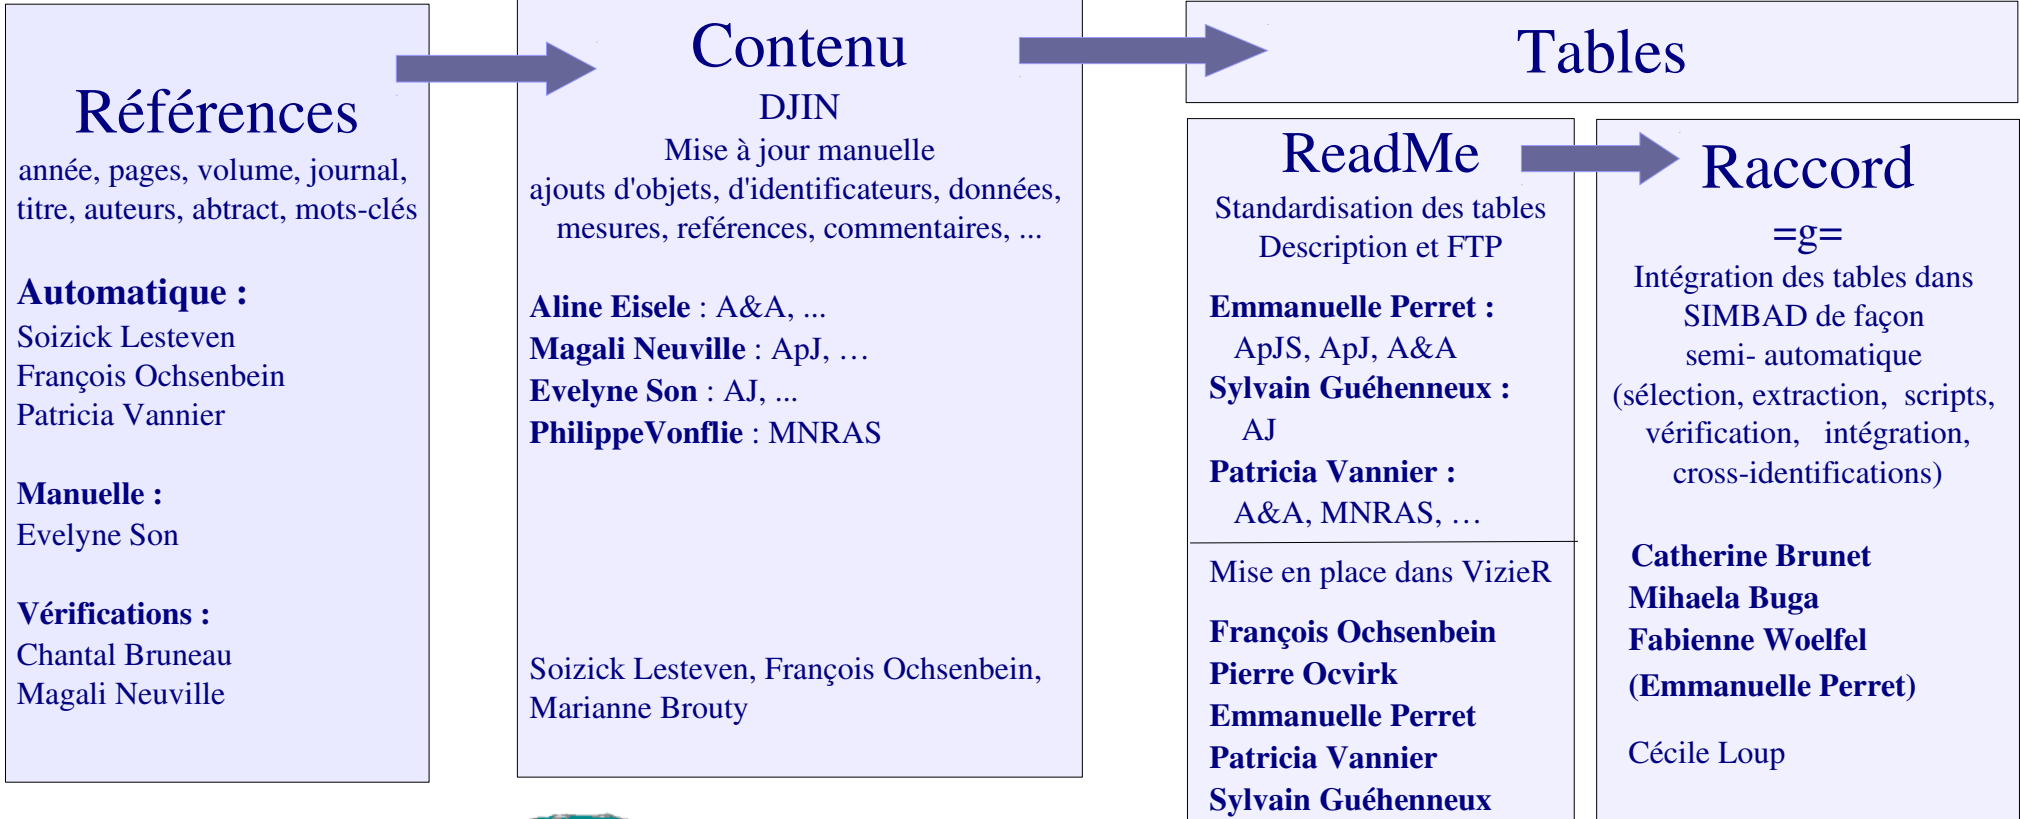 Références
année, pages, volume, journal,
titre, auteurs, abtract, mots-clés
Automatique :
Soizick Lesteven
François Ochsenbein
Patricia Vannier
Manuelle :
Evelyne Son
Vérifications :
Chantal Bruneau
Magali Neuville
Contenu
DJIN
Mise à jour manuelle
ajouts d'objets, d'identificateurs, données,
mesures, reférences, commentaires, ...
Aline Eisele : A&A, ...
Magali Neuville : ApJ, …
Evelyne Son : AJ, ...
PhilippeVonflie : MNRAS
Soizick Lesteven, François Ochsenbein,
Marianne Brouty
Tables
ReadMe
Standardisation des tables
Description et FTP
Emmanuelle Perret :
ApJS, ApJ, A&A
Sylvain Guéhenneux :
AJ
Patricia Vannier :
A&A, MNRAS, …
Mise en place dans VizieR
François Ochsenbein
Pierre Ocvirk
Emmanuelle Perret
Patricia Vannier
Sylvain Guéhenneux
Raccord
=g=
Intégration des tables dans
SIMBAD de façon
semi- automatique
(sélection, extraction, scripts,
vérification, intégration,
cross-identifications)
Catherine Brunet
Mihaela Buga
Fabienne Woelfel
(Emmanuelle Perret)
Cécile Loup